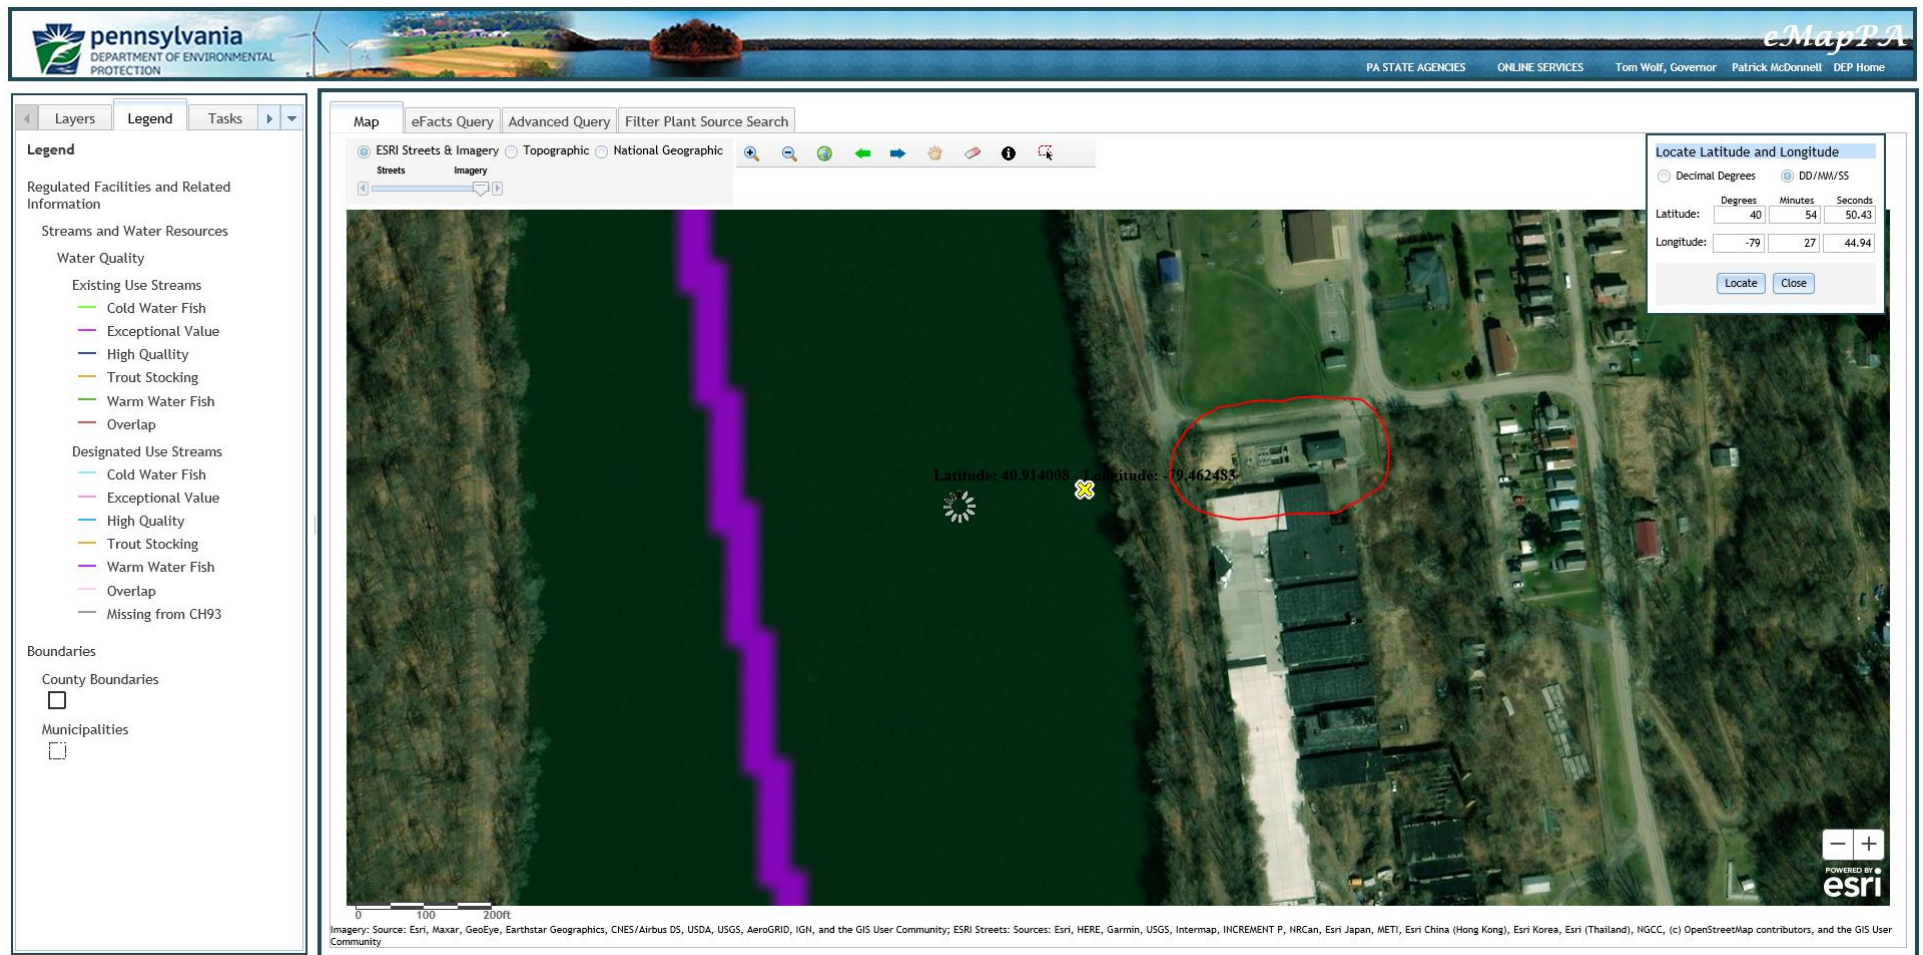 pennsylvania
DEPARTMENT OF ENVIRONMENTAL
PROTECTION
eMapPA
PA STATE AGENCIES ONLINE SERVICES Tom Wolf, Governor Patrick McDonnell DEP Home
Layers Legend Tasks
Legend
Regulated Facilities and Related
Information
Streams and Water Resources
Water Quality
Existing Use Streams
Cold Water Fish
Exceptional Value
High Quallity
Trout Stocking
Warm Water Fish
Overlap
Designated Use Streams
Cold Water Fish
Exceptional Value
High Quality
Trout Stocking
Warm Water Fish
Overlap
Missing from CH93
Boundaries
County Boundaries
Municipalities
Map eFacts Query Advanced Query Filter Plant Source Search
ESRI Streets & Imagery Topographic National Geographic
Streets Imagery
Locate Latitude and Longitude
Decimal Degrees DD/MM/SS
Degrees Minutes Seconds
Latitude: 40 54 50.43
Longitude: -79 27 44.94
Locate Close
Latitude: 40.914008 - Longitude: -79.462483
POWERED BY
esri
0 100 200ft
Imagery: Source: Esri, Maxar, GeoEye, Earthstar Geographics, CNES/Airbus DS, USDA, USGS, AeroGRID, IGN, and the GIS User Community; ESRI Streets: Sources: Esri, HERE, Garmin, USGS, Intermap, INCREMENT P, NRCan, Esri Japan, METI, Esri China (Hong Kong), Esri Korea, Esri (Thailand), NGCC, (c) OpenStreetMap contributors, and the GIS User
Community